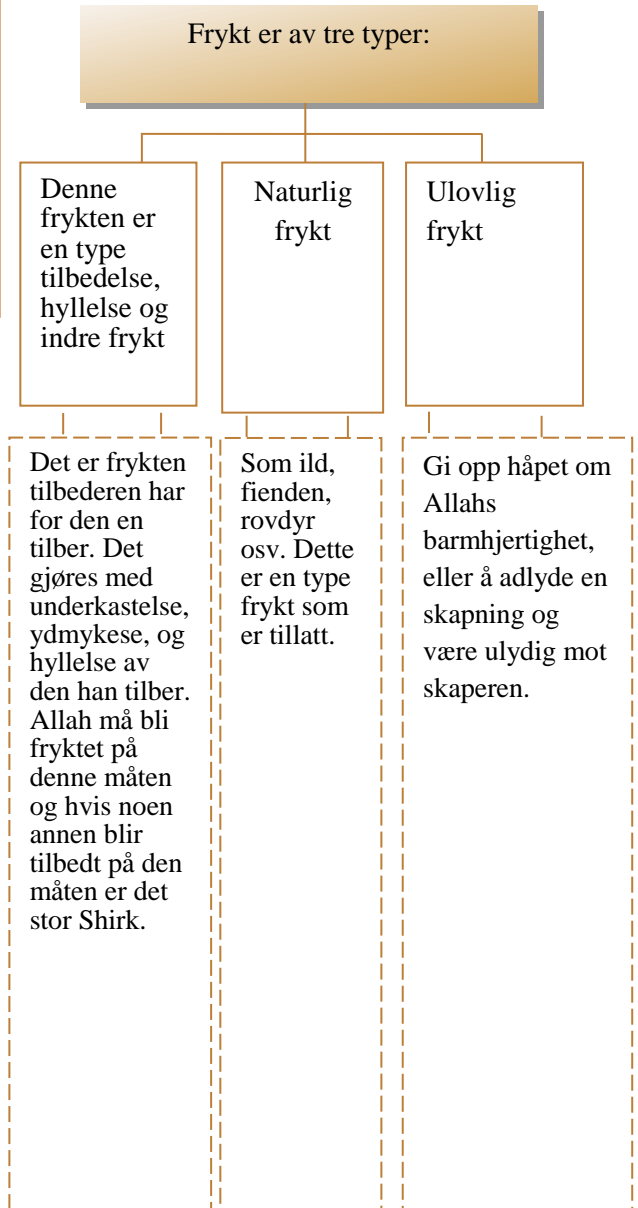 Frykt er av tre typer:
Denne
frykten er
en type
tilbedelse,
hyllelse og
indre frykt
Naturlig
frykt
Ulovlig
frykt
Det er frykten
tilbederen har
for den en
tilber. Det
gjøres med
underkastelse,
ydmykese, og
hyllelse av
den han tilber.
Allah må bli
fryktet på
denne måten
og hvis noen
annen blir
tilbedt på den
måten er det
stor Shirk.
Som ild,
fienden,
rovdyr
osv. Dette
er en type
frykt som
er tillatt.
Gi opp håpet om
Allahs
barmhjertighet,
eller å adlyde en
skapning og
være ulydig mot
skaperen.